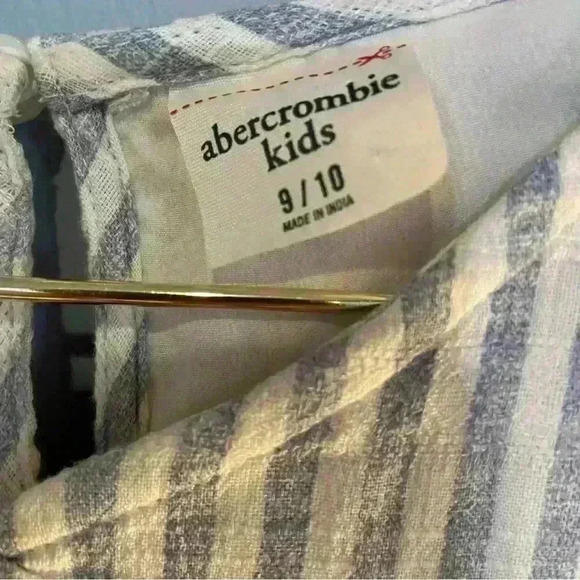 abercrombie
kids
9 / 10
MADE IN INDIA